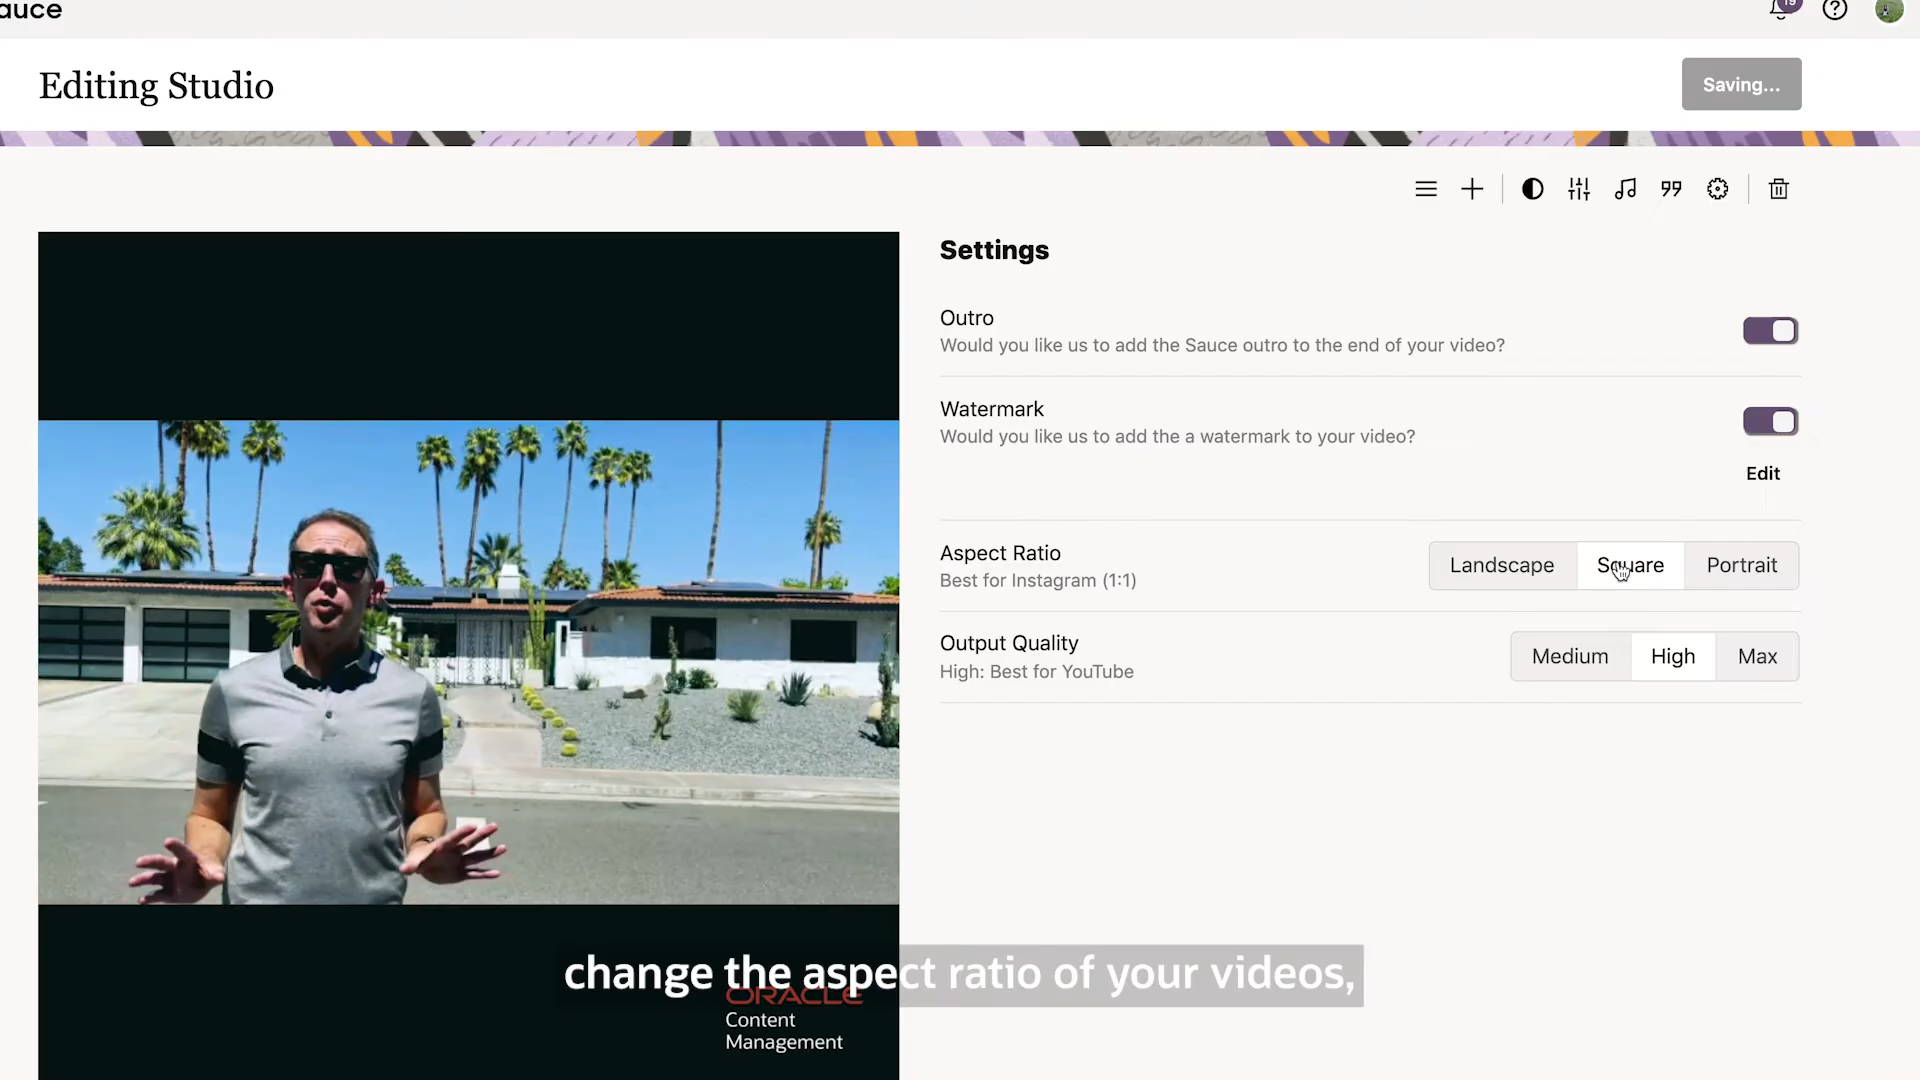 auce
19
Editing Studio
Saving...
Settings
Outro
Would you like us to add the Sauce outro to the end of your video?
Watermark
Would you like us to add the a watermark to your video?
Edit
Aspect Ratio
Best for Instagram (1:1)
Landscape
Square
Portrait
Output Quality
High: Best for YouTube
Medium
High
Max
change the aspect ratio of your videos,
ORACLE
Content
Management